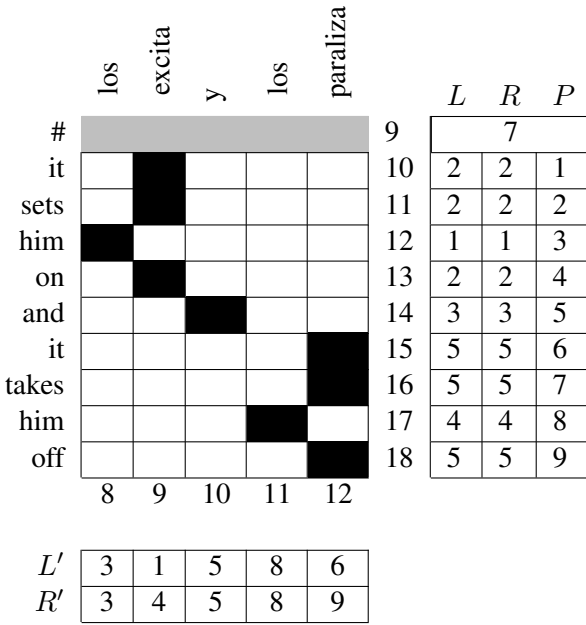 los excita y los paraliza
L R P
# 9 7
it 10 2 2 1
sets 11 2 2 2
him 12 1 1 3
on 13 2 2 4
and 14 3 3 5
it 15 5 5 6
takes 16 5 5 7
him 17 4 4 8
off 18 5 5 9
8 9 10 11 12
L′ 3 1 5 8 6
R′ 3 4 5 8 9